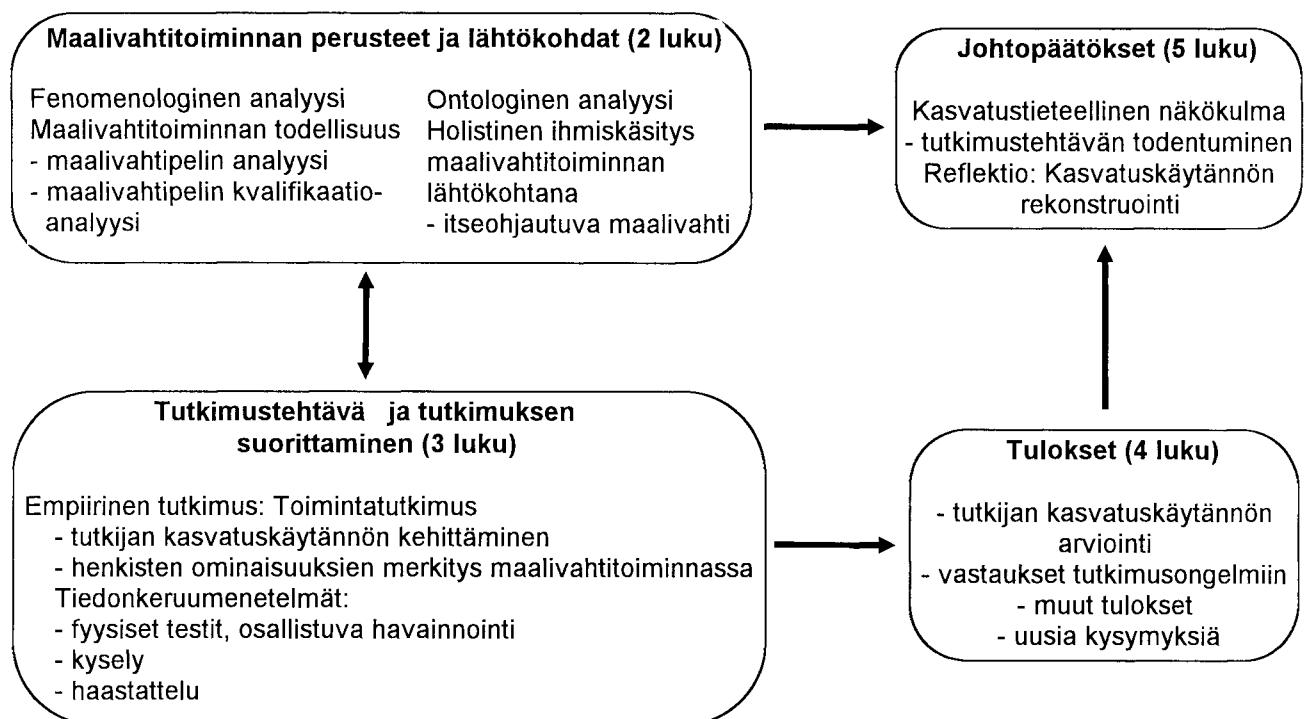 Maalivahtitoiminnan perusteet ja lähtökohdat (2 luku)
Fenomenologinen analyysi
Maalivahtitoiminnan todellisuus
- maalivahtipelin analyysi
- maalivahtipelin kvalifikaatio-
analyysi
Ontologinen analyysi
Holistinen ihmiskäsitys
maalivahtitoiminnan
lähtökohtana
- itseohjautuva maalivahti
Johtopäätökset (5 luku)
Kasvatustieteellinen näkökulma
- tutkimustehtävän todentuminen
Reflektio: Kasvatuskäytännön
rekonstruointi
Tutkimustehtävä ja tutkimuksen
suorittaminen (3 luku)
Empiirinen tutkimus: Toimintatutkimus
- tutkijan kasvatuskäytännön kehittäminen
- henkisten ominaisuuksien merkitys maalivahtitoiminnassa
Tiedonkeruumenetelmät:
- fyysiset testit, osallistuva havainnointi
- kysely
- haastattelu
Tulokset (4 luku)
- tutkijan kasvatuskäytännön
arviointi
- vastaukset tutkimusongelmiin
- muut tulokset
- uusia kysymyksiä